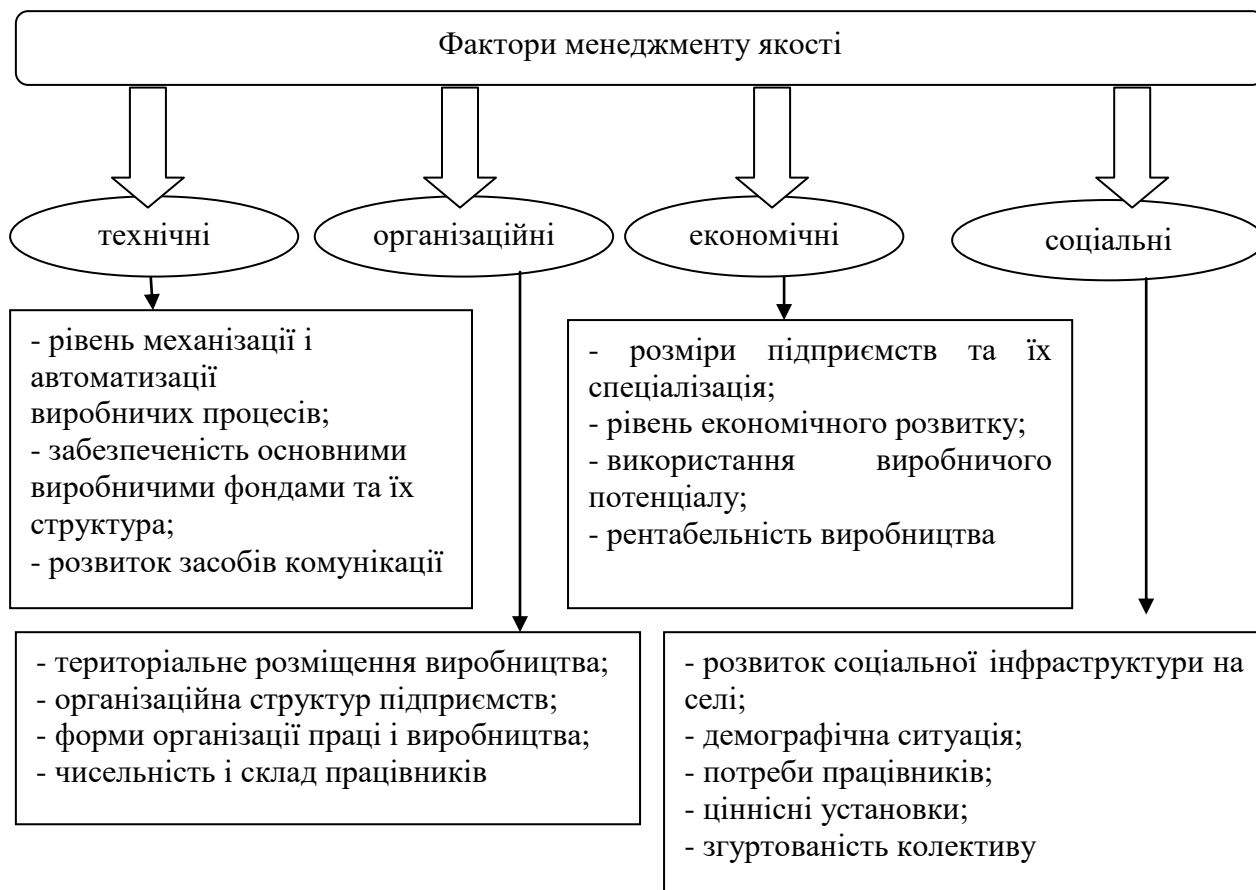 Фактори менеджменту якості
технічні
організаційні
економічні
соціальні
- рівень механізації і
автоматизації
виробничих процесів;
- забезпеченість основними
виробничими фондами та їх
структура;
- розвиток засобів комунікації
- розміри підприємств та їх
спеціалізація;
- рівень економічного розвитку;
- використання виробничого
потенціалу;
- рентабельність виробництва
- територіальне розміщення виробництва;
- організаційна структур підприємств;
- форми організації праці і виробництва;
- чисельність і склад працівників
- розвиток соціальної інфраструктури на
селі;
- демографічна ситуація;
- потреби працівників;
- ціннісні установки;
- згуртованість колективу